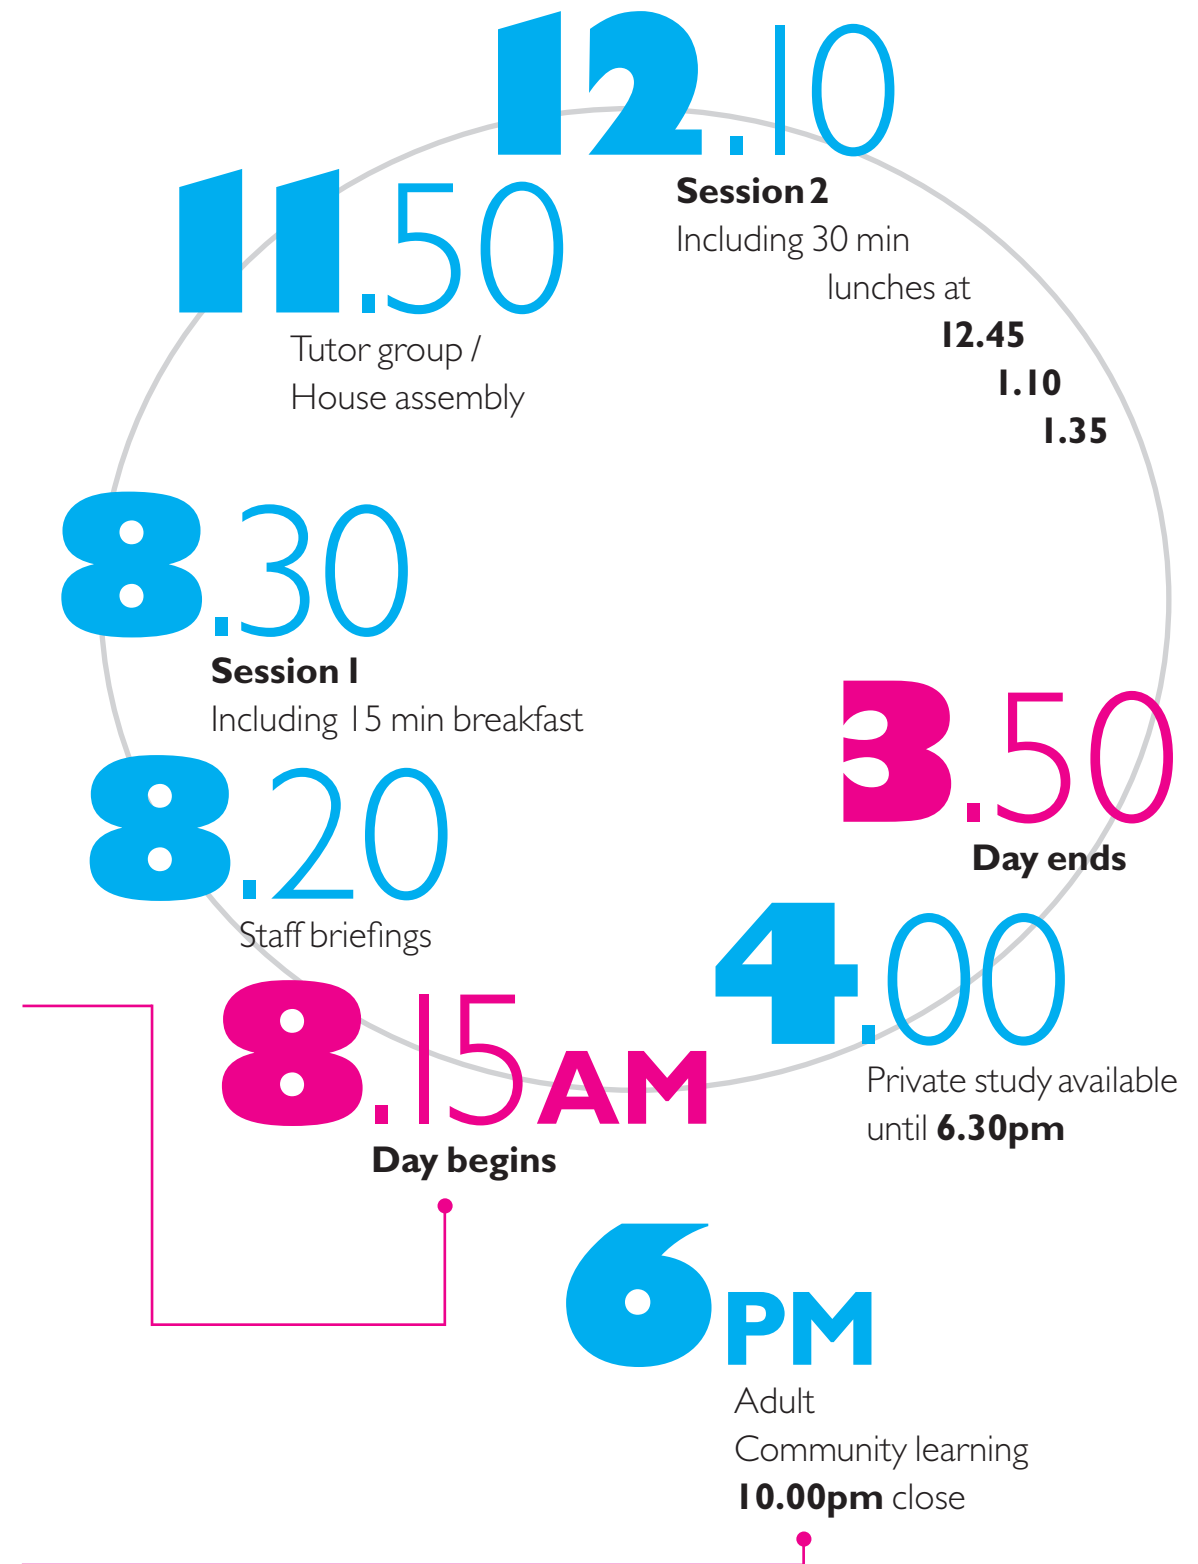 12.10
Session 2
Including 30 min
lunches at
12.45
1.10
1.35
11.50
Tutor group /
House assembly
8.30
Session 1
Including 15 min breakfast
3.50
Day ends
8.20
Staff briefings
4.00
Private study available
until 6.30pm
8.15AM
Day begins
6PM
Adult
Community learning
10.00pm close